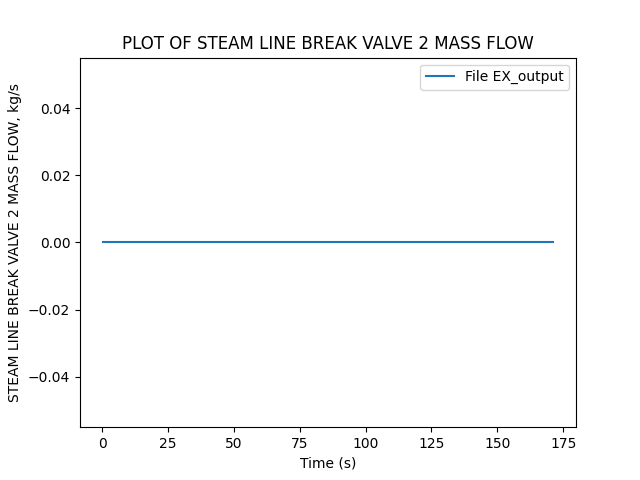 PLOT OF STEAM LINE BREAK VALVE 2 MASS FLOW
File EX_output
STEAM LINE BREAK VALVE 2 MASS FLOW, kg/s
0.04
0.02
0.00
−0.02
−0.04
0 25 50 75 100 125 150 175
Time (s)